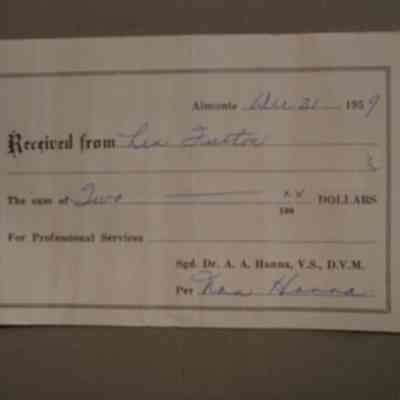 Almonte Dec 21 1959
Received from
The sum of Two xx/100 DOLLARS
For Professional Services
Sgd. Dr. A. A. Hanna, V.S., D.V.M.
Per Hanna